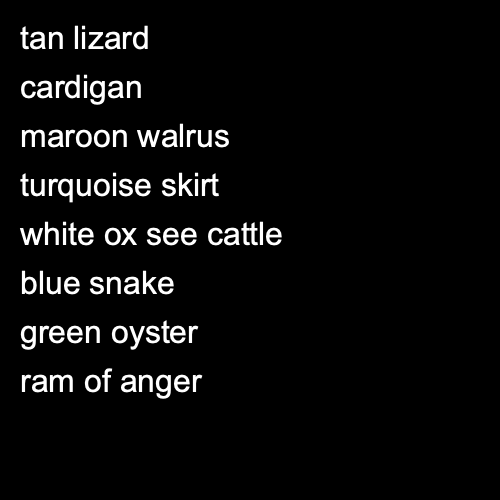 tan lizard
cardigan
maroon walrus
turquoise skirt
white ox see cattle
blue snake
green oyster
ram of anger